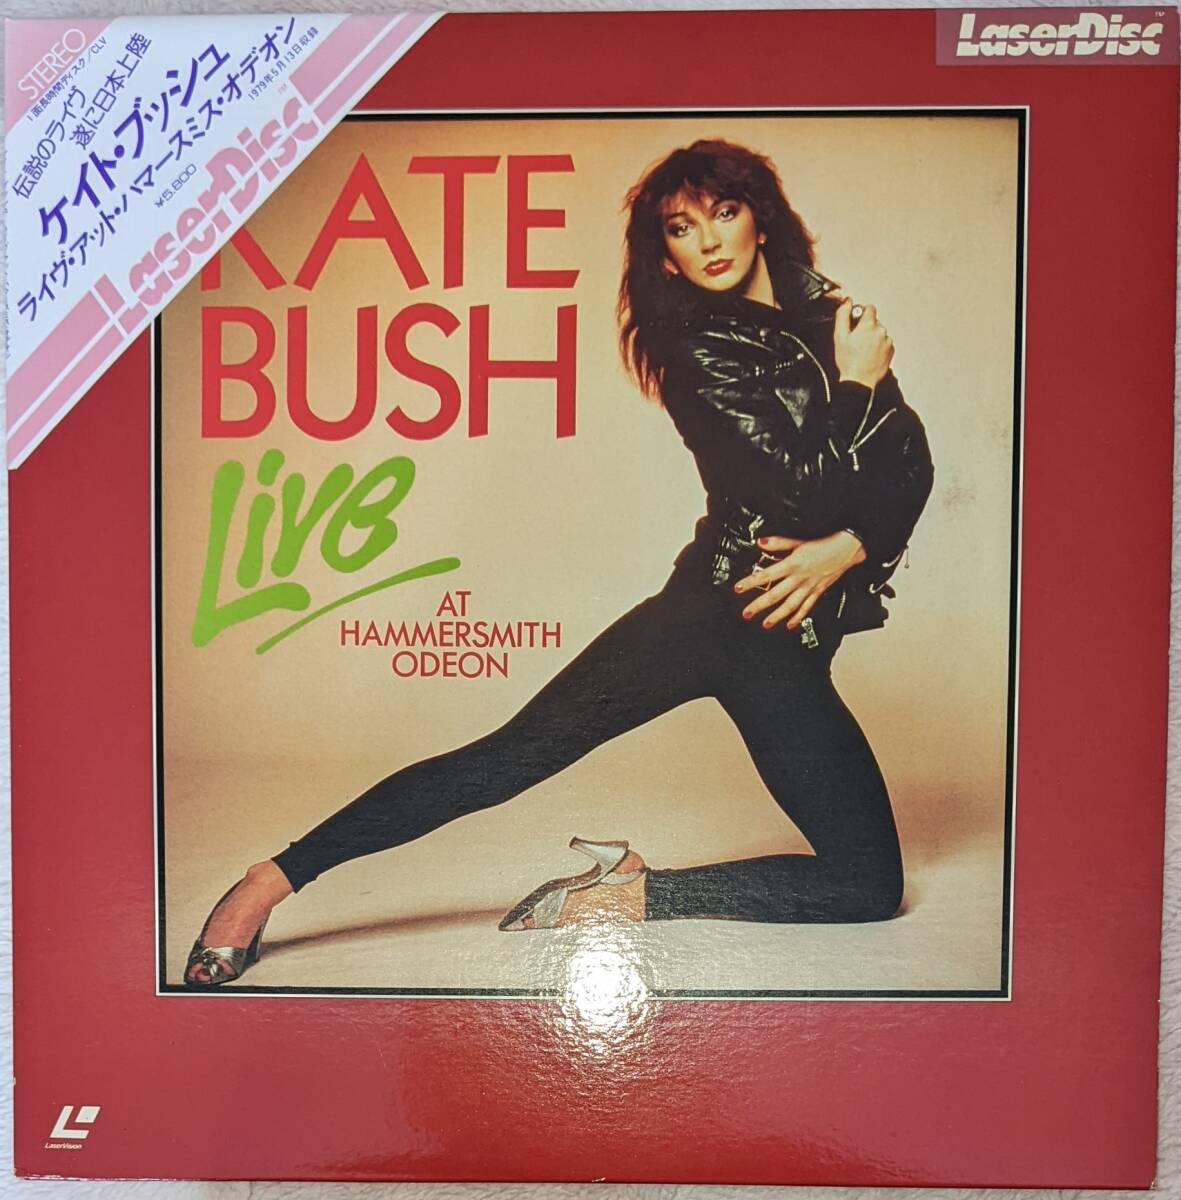 STEREO
1面長時間ディスク/CLV
伝説のライヴ
遂に日本上陸
ケイト・ブッシュ
ライヴ・アット・ハマースミス・オデオン
1979年5月13日収録
¥5,800
LaserDisc™
LaserDisc™
KATE
BUSH
Live
AT
HAMMERSMITH
ODEON
LaserVision